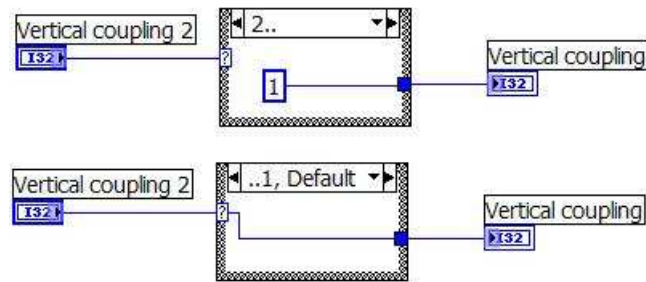 Vertical coupling 2
2..
Vertical coupling
I32
?
1
I32
Vertical coupling 2
..1, Default
Vertical coupling
I32
?
I32